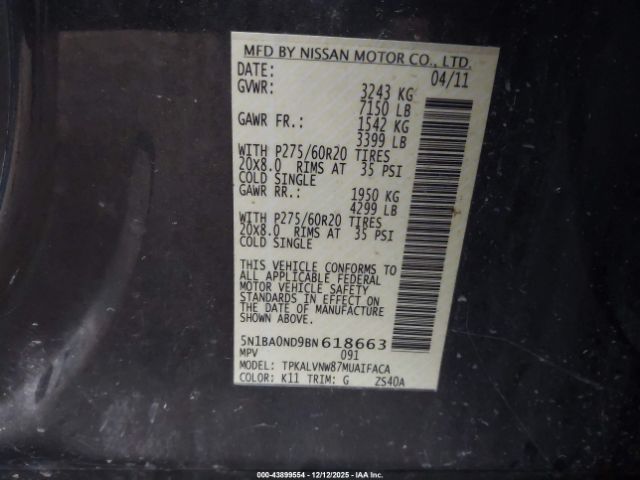 MFD BY NISSAN MOTOR CO., LTD.
DATE: 04/11
GVWR: 3243 KG
7150 LB
GAWR FR.: 1542 KG
3399 LB
WITH P275/60R20 TIRES
20X8.0 RIMS AT 35 PSI
COLD SINGLE
GAWR RR.: 1950 KG
4299 LB
WITH P275/60R20 TIRES
20X8.0 RIMS AT 35 PSI
COLD SINGLE
THIS VEHICLE CONFORMS TO
ALL APPLICABLE FEDERAL
MOTOR VEHICLE SAFETY
STANDARDS IN EFFECT ON
THE DATE OF MANUFACTURE
SHOWN ABOVE.
5N1BA0ND9BN618663
MPV 091
MODEL: TPKALVNW87MUAIFACA
COLOR: K11 TRIM: G ZS40A
000-43899554 - 12/12/2025 - IAA Inc.